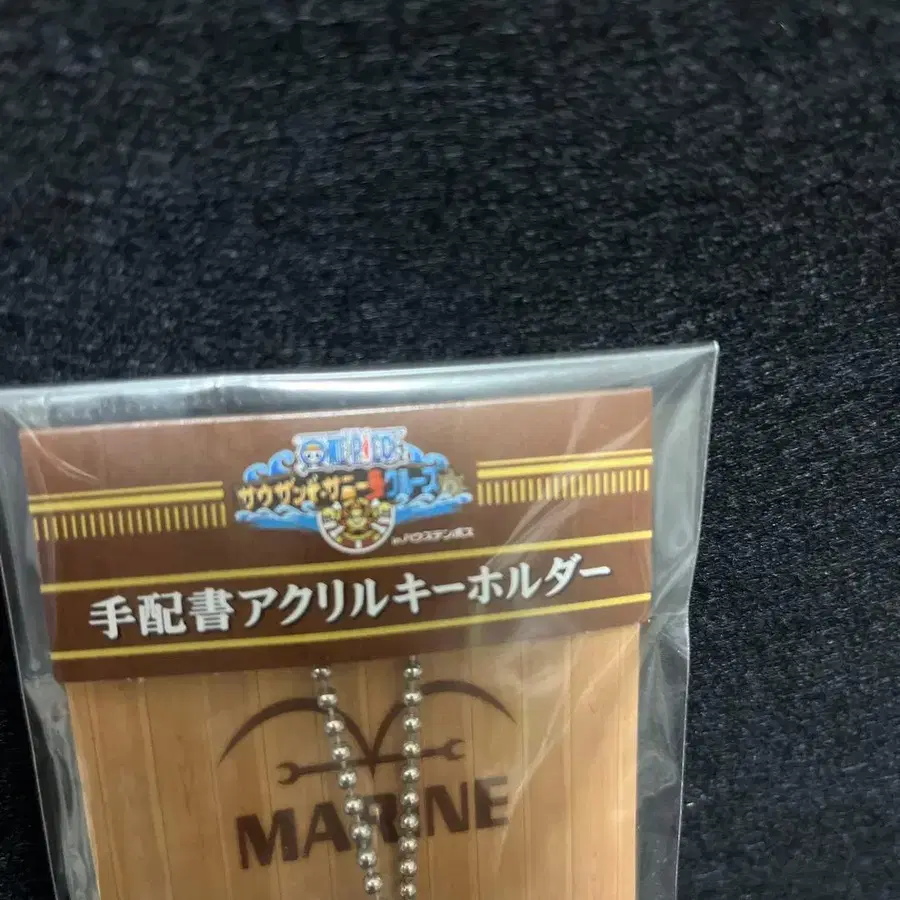 ONE PIECE
サウザンド・サニー号クルーズ
inハウステンボス
手配書アクリルキーホルダー
MARINE